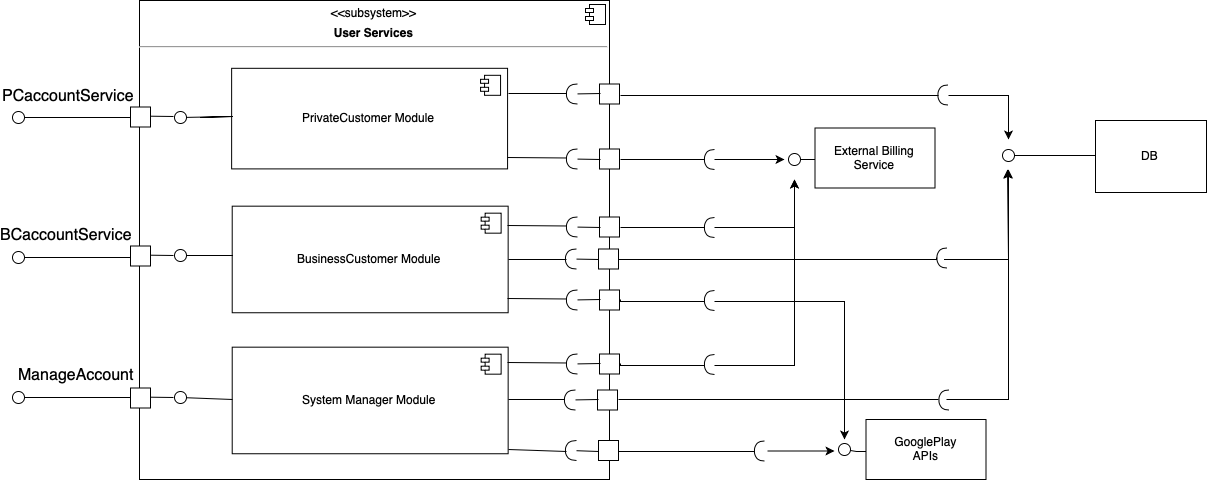 <<subsystem>>
User Services
PCaccountService
PrivateCustomer Module
External Billing
Service
DB
BCaccountService
BusinessCustomer Module
ManageAccount
System Manager Module
GooglePlay
APIs